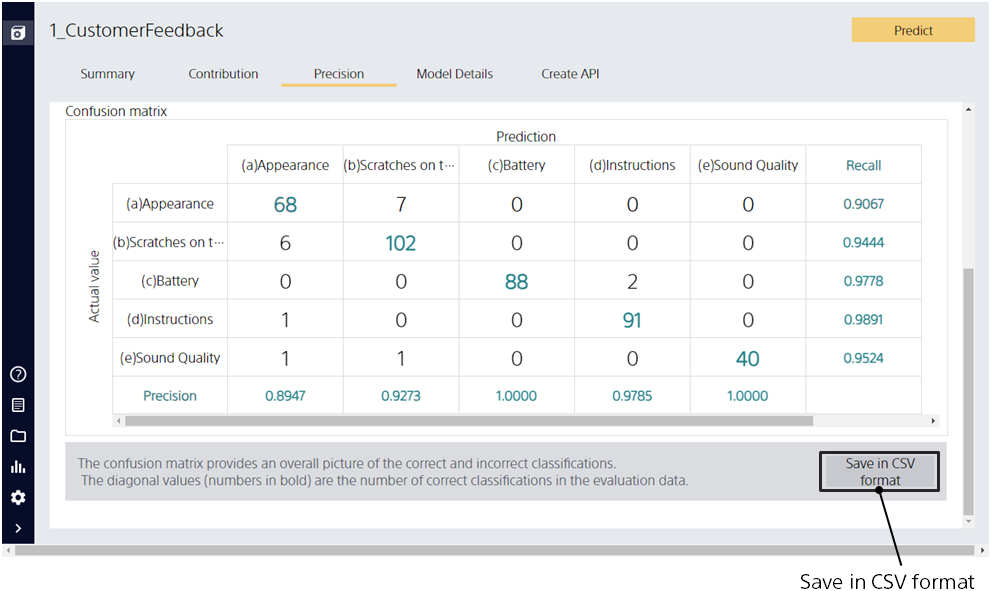 1_CustomerFeedback
Predict
Summary Contribution Precision Model Details Create API
Confusion matrix
Prediction
(a)Appearance (b)Scratches on t··· (c)Battery (d)Instructions (e)Sound Quality Recall
Actual value
(a)Appearance 68 7 0 0 0 0.9067
(b)Scratches on t··· 6 102 0 0 0 0.9444
(c)Battery 0 0 88 2 0 0.9778
(d)Instructions 1 0 0 91 0 0.9891
(e)Sound Quality 1 1 0 0 40 0.9524
Precision 0.8947 0.9273 1.0000 0.9785 1.0000
The confusion matrix provides an overall picture of the correct and incorrect classifications.
The diagonal values (numbers in bold) are the number of correct classifications in the evaluation data.
Save in CSV
format
Save in CSV format